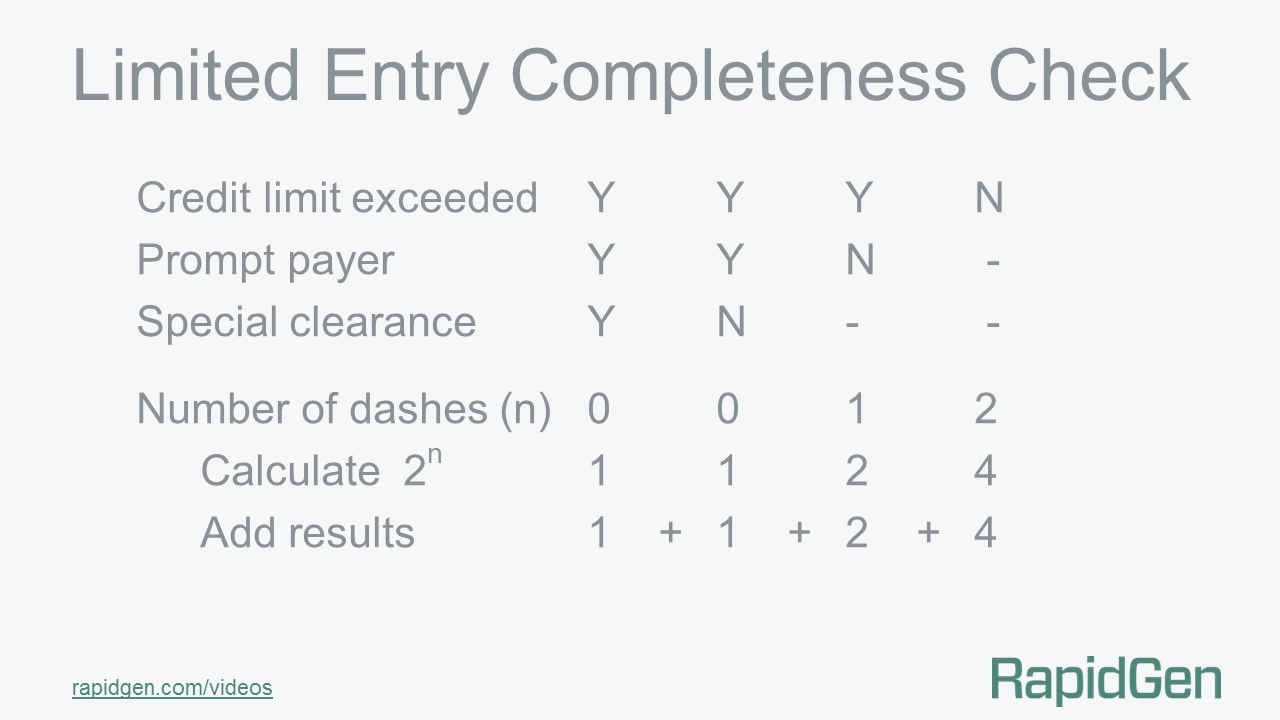 Limited Entry Completeness Check
Credit limit exceeded Y Y Y N
Prompt payer Y Y N -
Special clearance Y N - -
Number of dashes (n) 0 0 1 2
Calculate 2ⁿ 1 1 2 4
Add results 1 + 1 + 2 + 4
rapidgen.com/videos
RapidGen